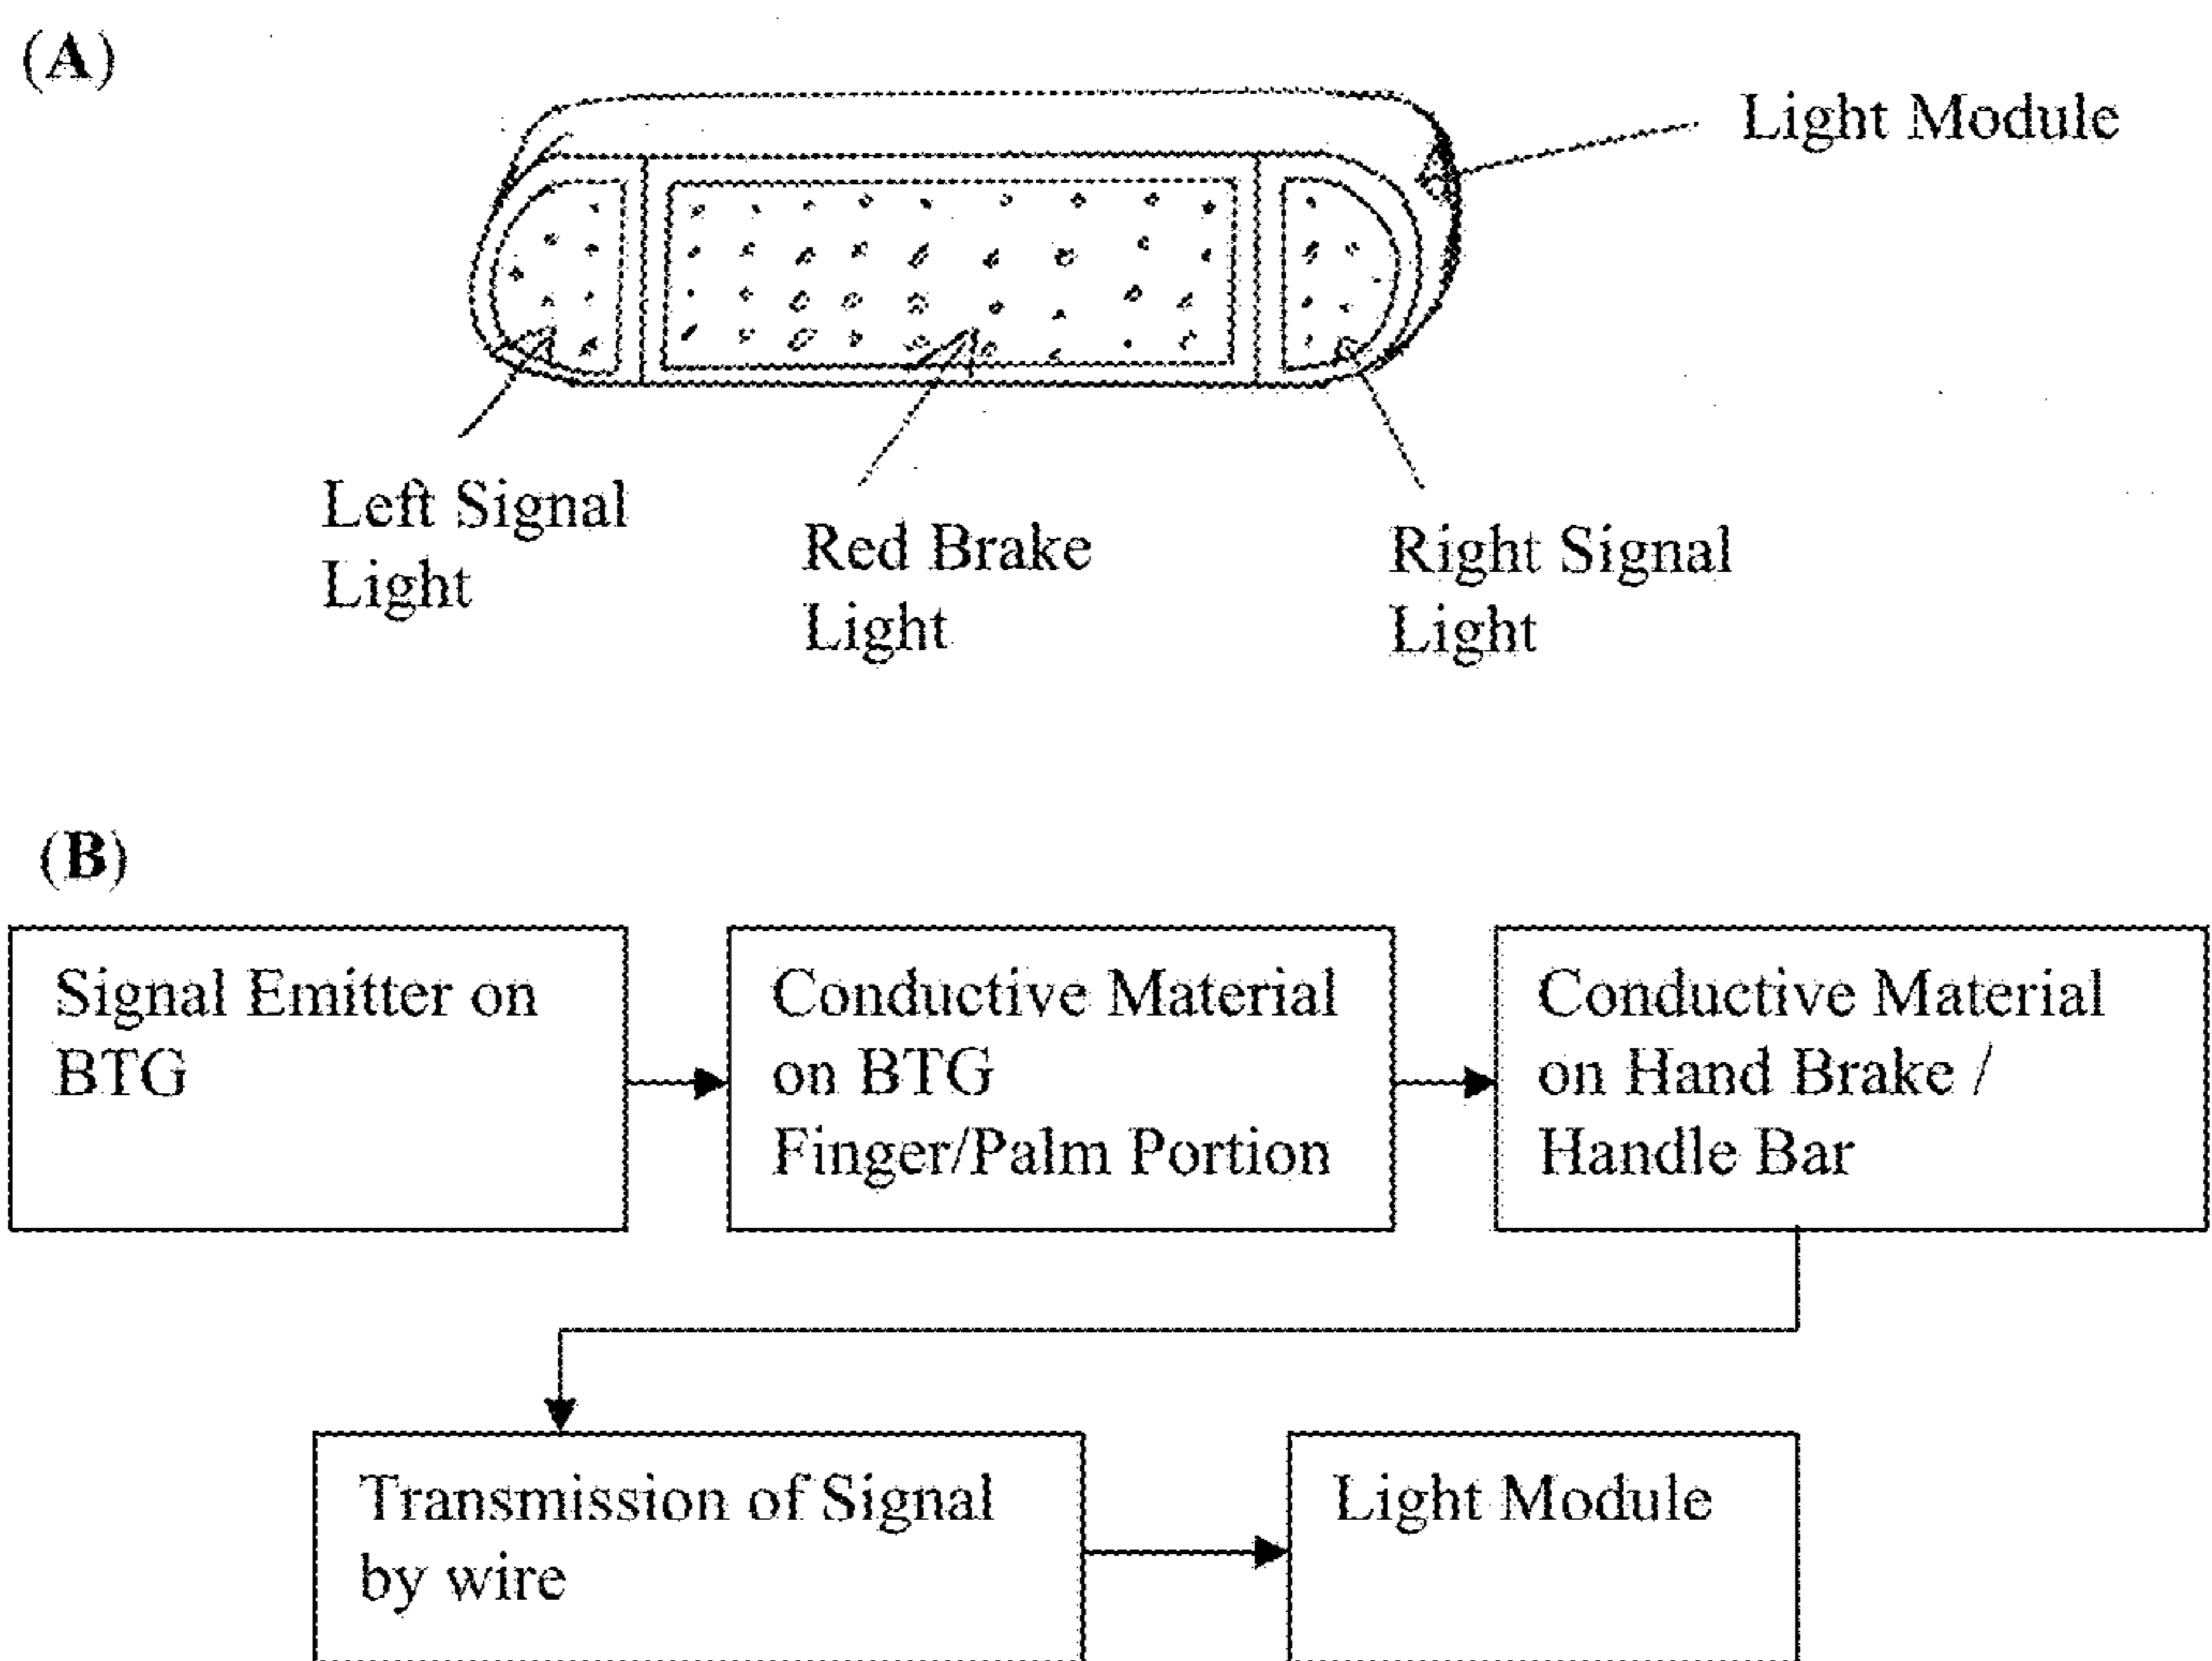 (A)
Light Module
Left Signal
Light
Red Brake
Light
Right Signal
Light
(B)
Signal Emitter on
BTG
Conductive Material
on BTG
Finger/Palm Portion
Conductive Material
on Hand Brake /
Handle Bar
Transmission of Signal
by wire
Light Module